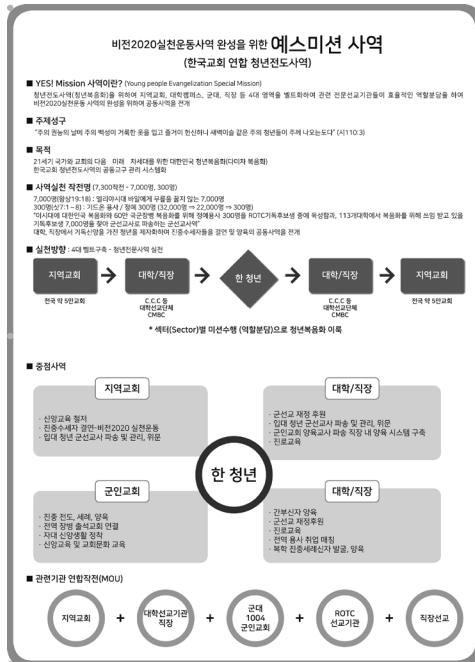 비전2020실천운동사역 완성을 위한 예스미션 사역
(한국교회 연합 청년전도사역)
■ YES! Mission 사역이란? (Young people Evangelization Special Mission)
청년전도사역(청년복음화)을 위하여 지역교회, 대학캠퍼스, 군대, 직장 등 4대 영역을 벨트화하여 관련 전문선교기관들이 효율적인 역할분담을 하여
비전2020실천운동 사역의 완성을 위하여 공동사역을 전개
■ 주제성구
"주의 권능의 날에 주의 백성이 거룩한 옷을 입고 즐거이 헌신하니 새벽이슬 같은 주의 청년들이 주께 나오는도다" (시110:3)
■ 목적
21세기 국가와 교회의 다음 미래 차세대를 위한 대한민국 청년복음화(다미자 복음화)
한국교회 청년전도사역의 공동교구 관리 시스템화
■ 사역실천 작전명 (7,300작전 - 7,000명, 300명)
7,000명(왕상19:18) : 엘리야시대 바알에게 무릎을 꿇지 않는 7,000명
300명(삿7:1~8) : 기드온 용사 / 정예 300명 (32,000명 ⇒ 22,000명 ⇒ 300명)
"이시대에 대한민국 복음화와 60만 국군장병 복음화를 위해 정예용사 300명을 ROTC기독후보생 중에 육성함과, 113개대학에서 복음화를 위해 쓰임 받고 있을
기독후보생 7,000명을 찾아 군선교사로 파송하는 군선교사역"
대학, 직장에서 기독신앙을 가진 청년을 제자화하여 진중수세자들을 결연 및 양육의 공동사역을 전개
■ 실천방향 : 4대 벨트구축 - 청년전문사역 실천
지역교회
대학/직장
한 청년
대학/직장
지역교회
전국 약 5만교회
C.C.C 등
대학선교단체
CMBC
C.C.C 등
대학선교단체
CMBC
전국 약 5만교회
* 섹터(Sector)별 미션수행 (역할분담)으로 청년복음화 이룩
■ 중점사역
지역교회
· 신앙교육 철저
· 진중수세자 결연-비전2020 실천운동
· 입대 청년 군선교사 파송 및 관리, 위문
대학/직장
· 군선교 재정 후원
· 입대 청년 군선교사 파송 및 관리, 위문
· 군인교회 양육교사 파송 직장 내 양육 시스템 구축
· 진로교육
한 청년
군인교회
· 진중 전도, 세례, 양육
· 전역 장병 출석교회 연결
· 자대 신앙생활 정착
· 신앙교육 및 교회문화 교육
대학/직장
· 간부신자 양육
· 군선교 재정후원
· 진로교육
· 전역 용사 취업 매칭
· 복학 진중세례신자 발굴, 양육
■ 관련기관 연합작전(MOU)
지역교회
+
대학선교기관
직장
+
군대
1004
군인교회
+
ROTC
선교기관
+
직장선교